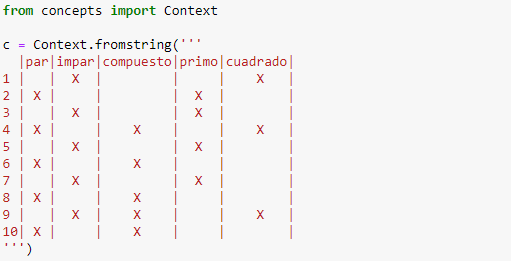 from concepts import Context
c = Context.fromstring('''
  |par|impar|compuesto|primo|cuadrado|
1 |   |  X  |         |     |    X   |
2 | X |     |         |  X  |        |
3 |   |  X  |         |  X  |        |
4 | X |     |    X    |     |    X   |
5 |   |  X  |         |  X  |        |
6 | X |     |    X    |     |        |
7 |   |  X  |         |  X  |        |
8 | X |     |    X    |     |        |
9 |   |  X  |    X    |     |    X   |
10| X |     |    X    |     |        |
''')